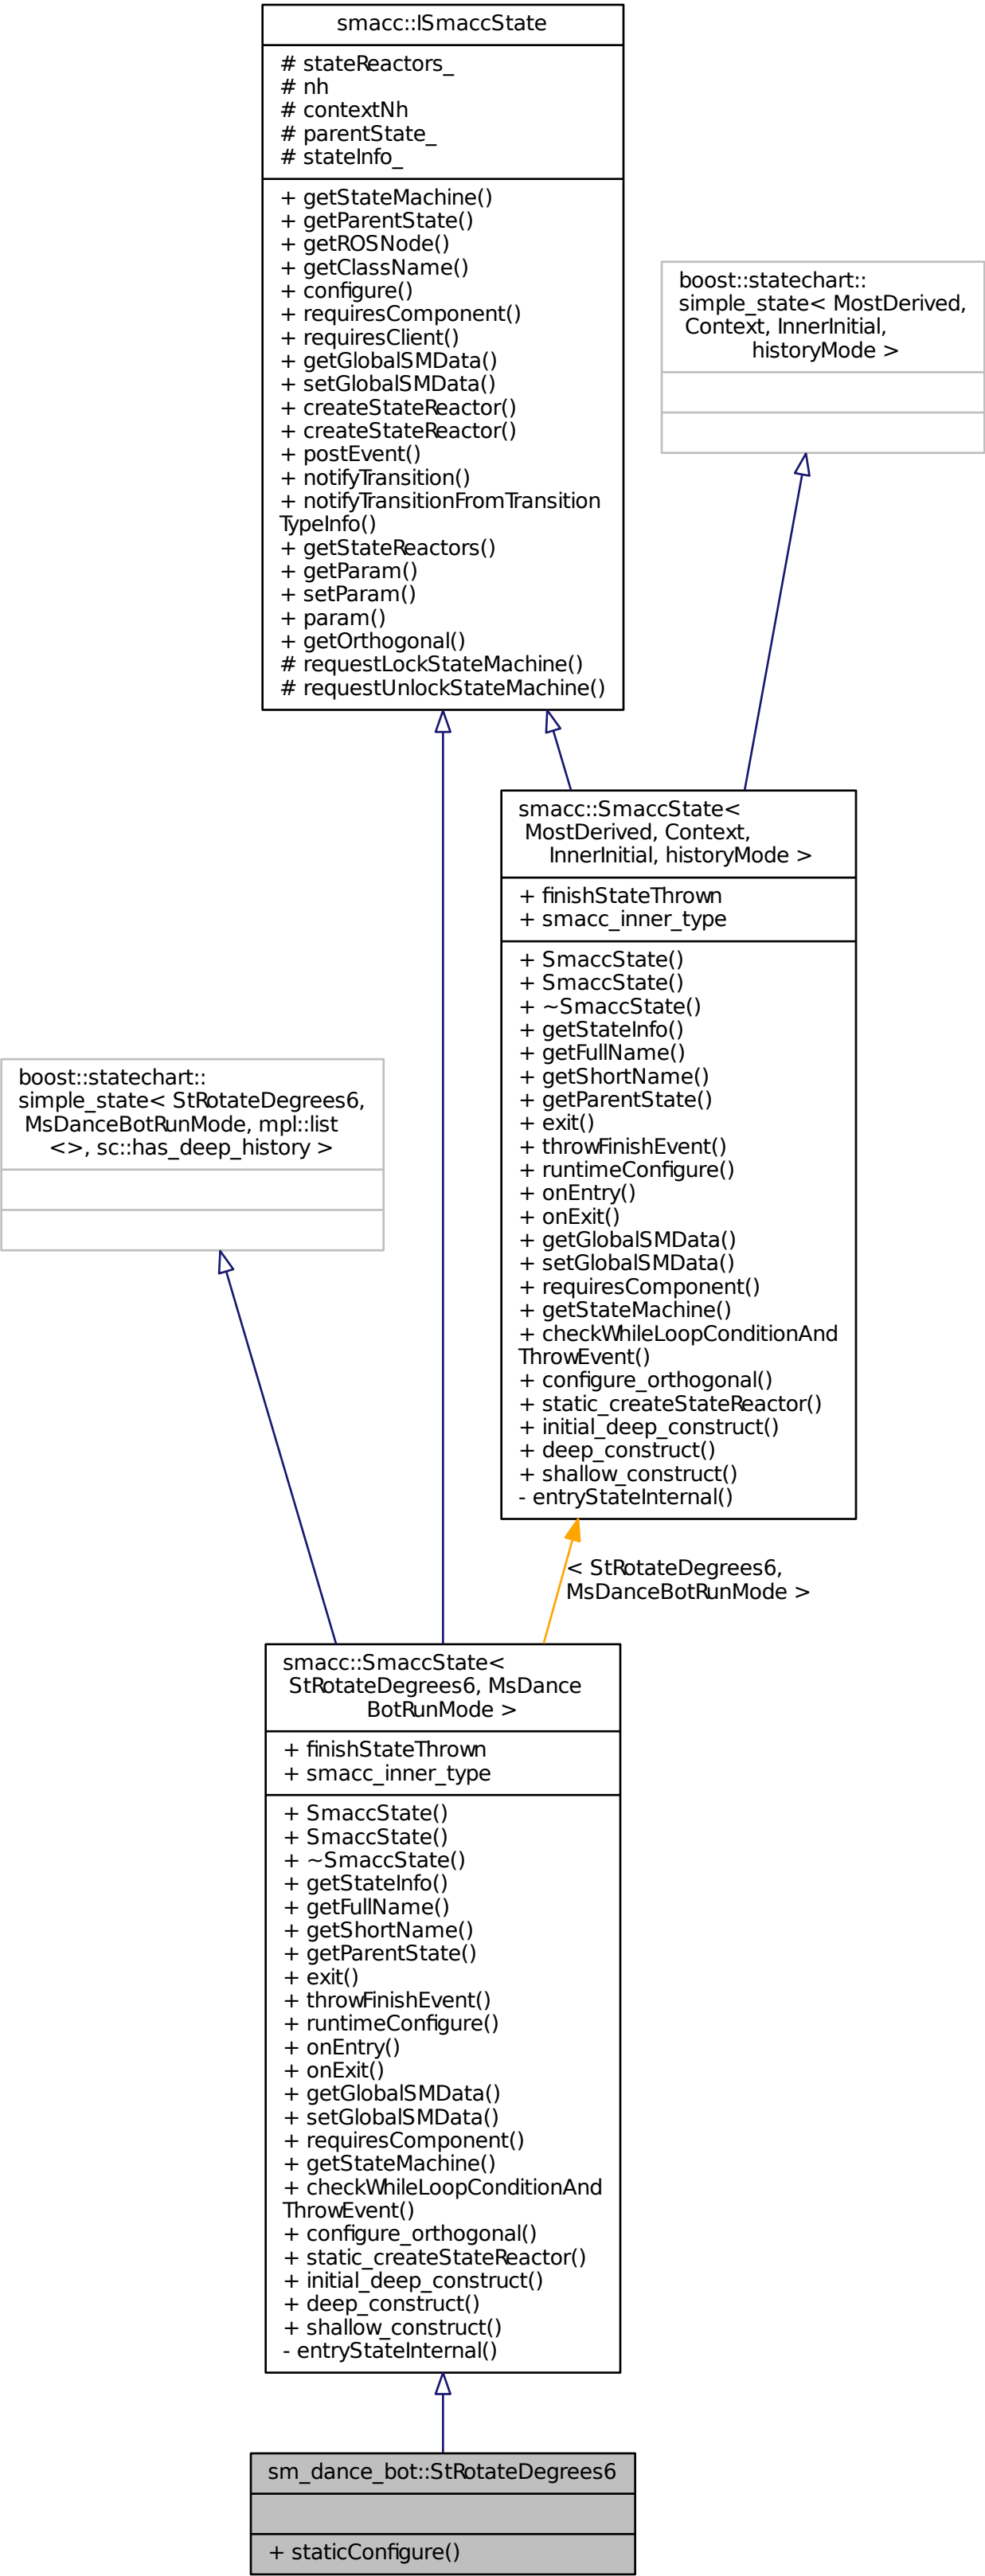 smacc::ISmaccState
# stateReactors_
# nh
# contextNh
# parentState_
# stateInfo_
+ getStateMachine()
+ getParentState()
+ getROSNode()
+ getClassName()
+ configure()
+ requiresComponent()
+ requiresClient()
+ getGlobalSMData()
+ setGlobalSMData()
+ createStateReactor()
+ createStateReactor()
+ postEvent()
+ notifyTransition()
+ notifyTransitionFromTransition
TypeInfo()
+ getStateReactors()
+ getParam()
+ setParam()
+ param()
+ getOrthogonal()
# requestLockStateMachine()
# requestUnlockStateMachine()
boost::statechart::
simple_state< MostDerived,
Context, InnerInitial,
historyMode >
smacc::SmaccState<
MostDerived, Context,
InnerInitial, historyMode >
+ finishStateThrown
+ smacc_inner_type
+ SmaccState()
+ SmaccState()
+ ~SmaccState()
+ getStateInfo()
+ getFullName()
+ getShortName()
+ getParentState()
+ exit()
+ throwFinishEvent()
+ runtimeConfigure()
+ onEntry()
+ onExit()
+ getGlobalSMData()
+ setGlobalSMData()
+ requiresComponent()
+ getStateMachine()
+ checkWhileLoopConditionAnd
ThrowEvent()
+ configure_orthogonal()
+ static_createStateReactor()
+ initial_deep_construct()
+ deep_construct()
+ shallow_construct()
- entryStateInternal()
boost::statechart::
simple_state< StRotateDegrees6,
MsDanceBotRunMode, mpl::list
<>, sc::has_deep_history >
< StRotateDegrees6,
MsDanceBotRunMode >
smacc::SmaccState<
StRotateDegrees6, MsDance
BotRunMode >
+ finishStateThrown
+ smacc_inner_type
+ SmaccState()
+ SmaccState()
+ ~SmaccState()
+ getStateInfo()
+ getFullName()
+ getShortName()
+ getParentState()
+ exit()
+ throwFinishEvent()
+ runtimeConfigure()
+ onEntry()
+ onExit()
+ getGlobalSMData()
+ setGlobalSMData()
+ requiresComponent()
+ getStateMachine()
+ checkWhileLoopConditionAnd
ThrowEvent()
+ configure_orthogonal()
+ static_createStateReactor()
+ initial_deep_construct()
+ deep_construct()
+ shallow_construct()
- entryStateInternal()
sm_dance_bot::StRotateDegrees6
+ staticConfigure()